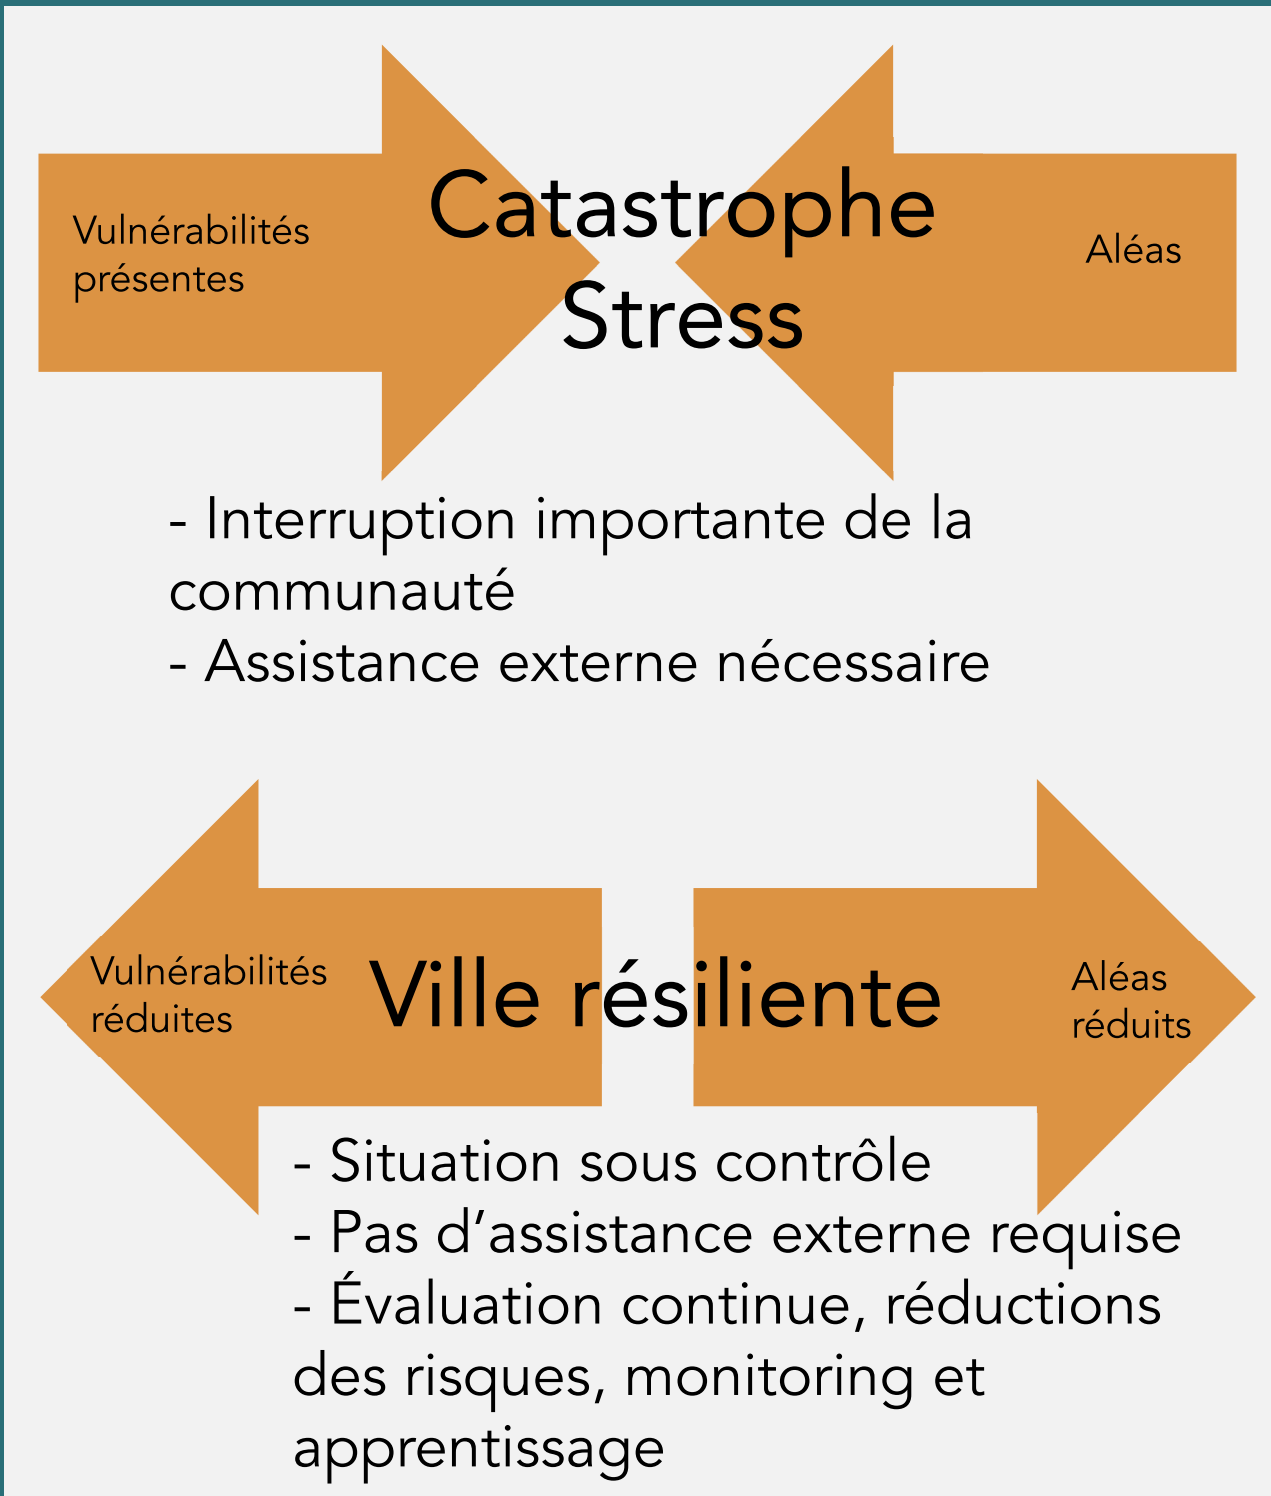 Catastrophe
Stress
Vulnérabilités
présentes
Aléas
- Interruption importante de la
communauté
- Assistance externe nécessaire
Vulnérabilités
réduites
Ville résiliente
Aléas
réduits
- Situation sous contrôle
- Pas d’assistance externe requise
- Évaluation continue, réductions
des risques, monitoring et
apprentissage